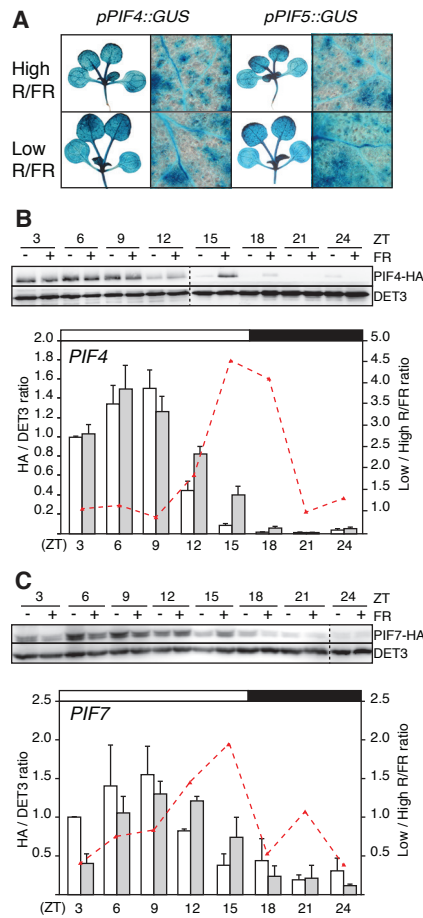 A
pPIF4::GUS pPIF5::GUS
High
R/FR
Low
R/FR
B
3 6 9 12 15 18 21 24 ZT
- + - + - + - + - + - + - + - + FR
PIF4-HA
DET3
PIF4
HA / DET3 ratio
2.0
1.8
1.6
1.4
1.2
1.0
0.8
0.6
0.4
0.2
5.0
4.5
4.0
3.5
3.0
2.5
2.0
1.5
1.0
Low / High R/FR ratio
(ZT) 3 6 9 12 15 18 21 24
C
3 6 9 12 15 18 21 24 ZT
- + - + - + - + - + - + - + - + FR
PIF7-HA
DET3
PIF7
HA / DET3 ratio
2.5
2.0
1.5
1.0
0.5
2.5
2.0
1.5
1.0
0.5
Low / High R/FR ratio
(ZT) 3 6 9 12 15 18 21 24